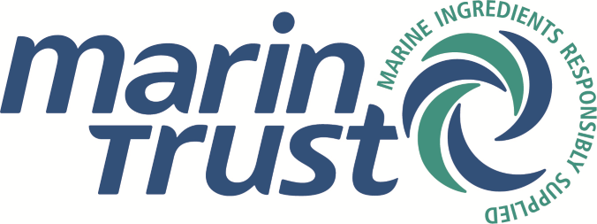 marin
Trust
MARINE INGREDIENTS RESPONSIBLY SUPPLIED